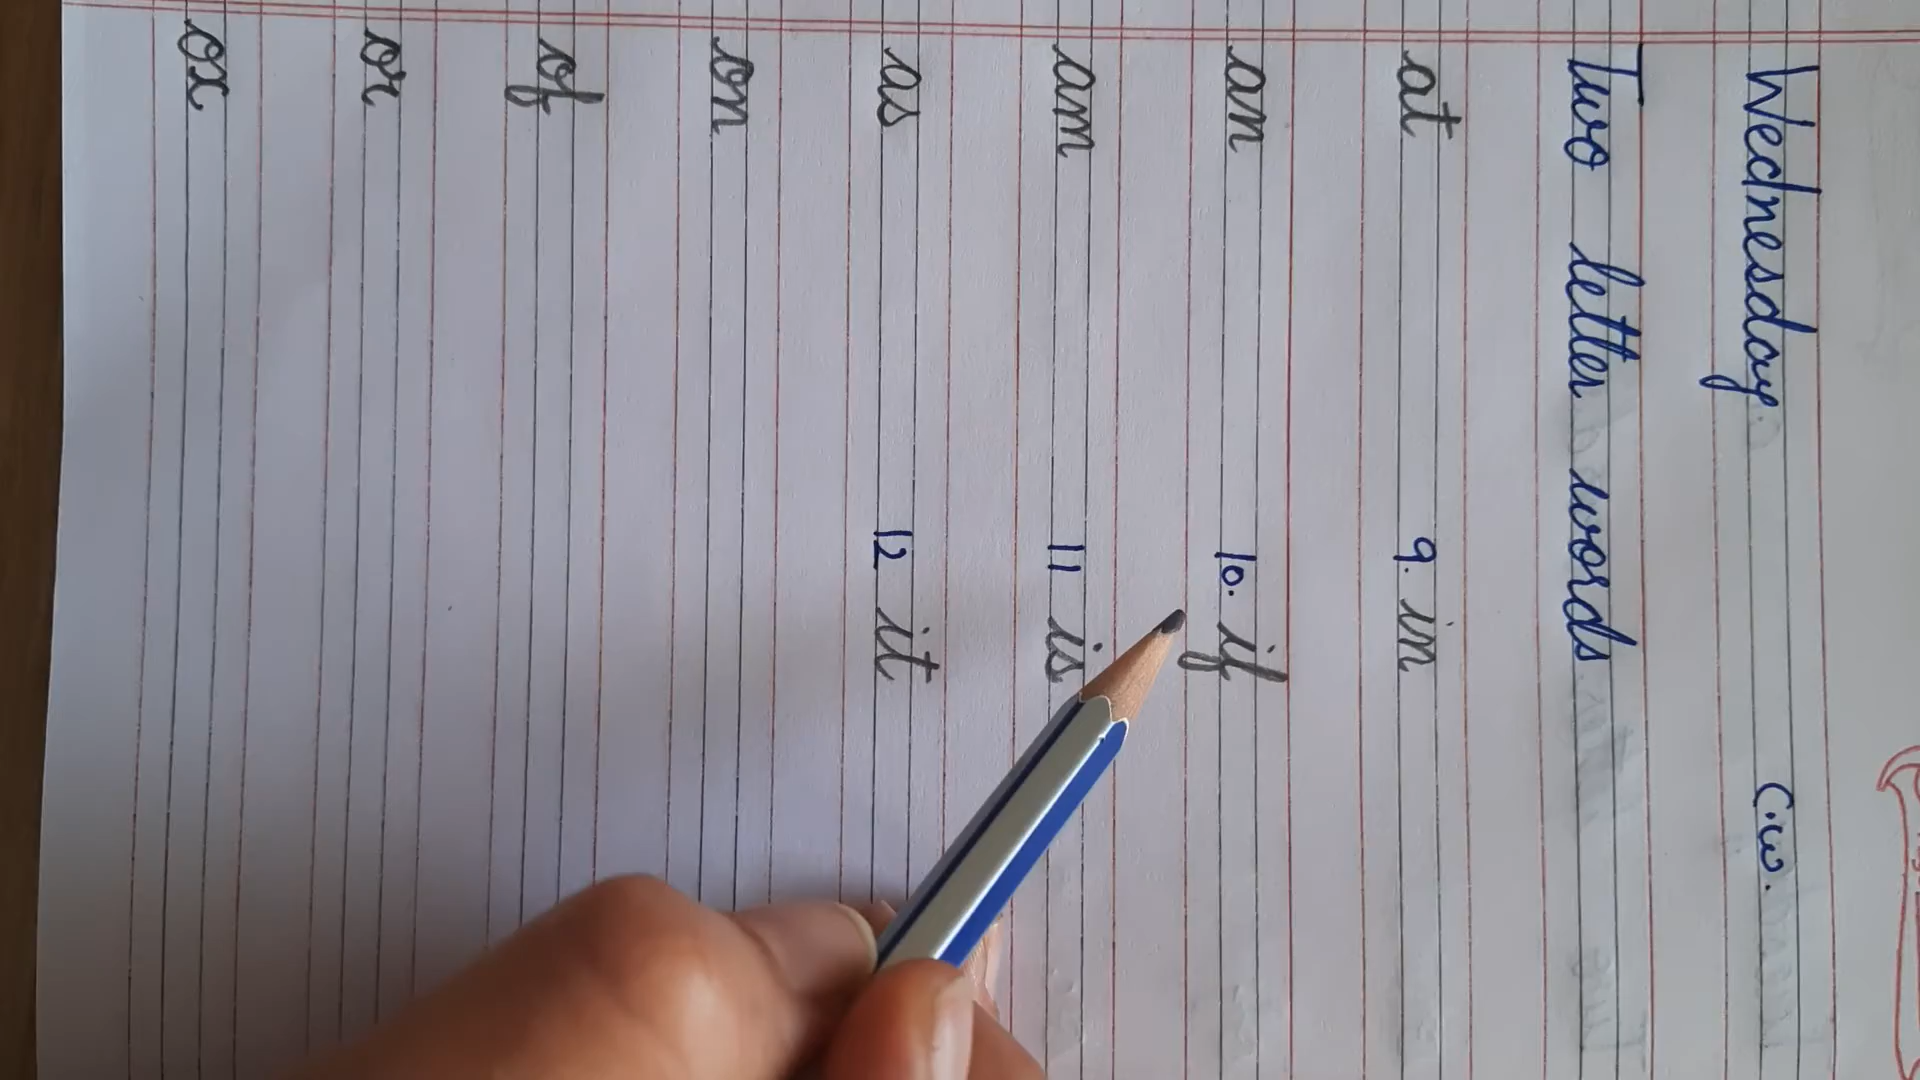 Wednesday C.W.
Two letter words
at 9. in
an 10. if
am 11 is
as 12 it
on
of
or
ox